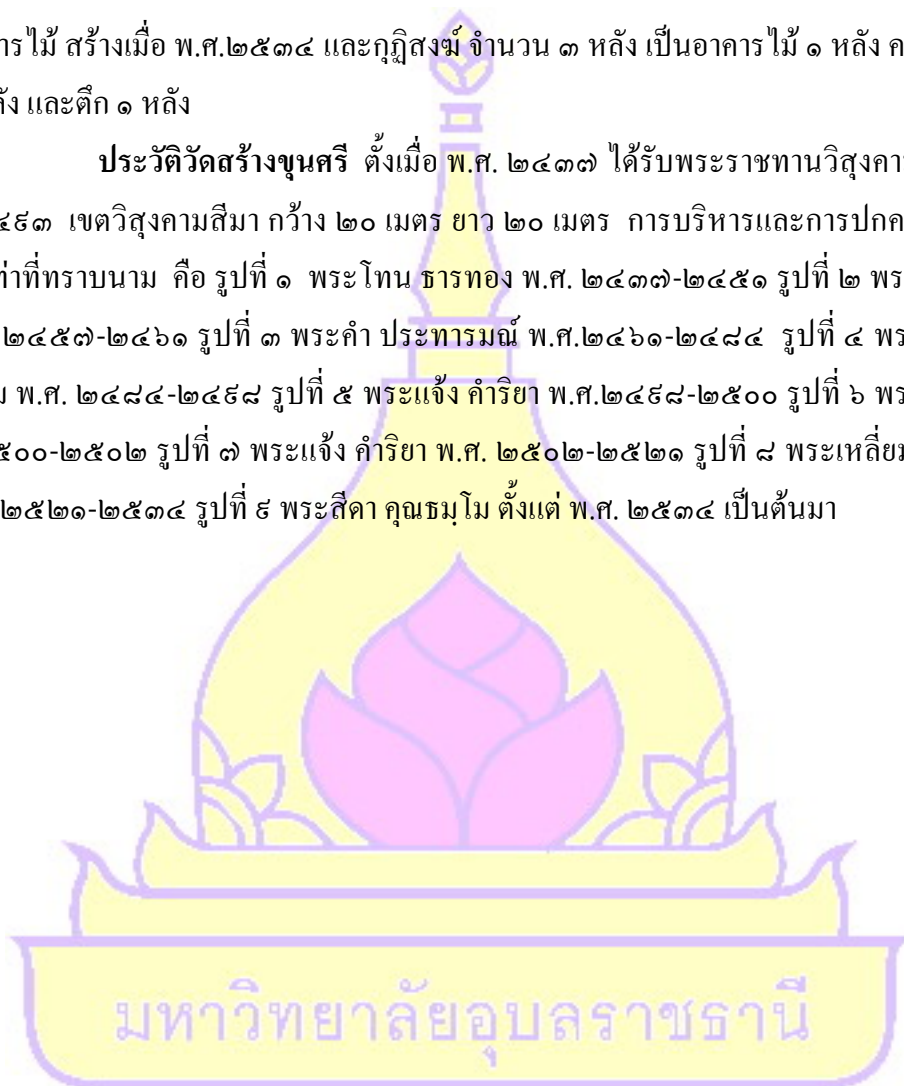 ารไม้ สร้างเมื่อ พ.ศ.๒๕๓๔ และกุฏิสงฆ์ จำนวน ๓ หลัง เป็นอาคารไม้ ๑ หลัง ค
ลัง และตึก ๑ หลัง
ประวัติวัดสร้างขุนศรี ตั้งเมื่อ พ.ศ. ๒๔๓๗ ได้รับพระราชทานวิสุงคา
๔๙๓ เขตวิสุงคามสีมา กว้าง ๒๐ เมตร ยาว ๒๐ เมตร การบริหารและการปกค
ท่าที่ทราบนาม คือ รูปที่ ๑ พระโทน ธารทอง พ.ศ. ๒๔๓๗-๒๔๕๑ รูปที่ ๒ พร
๒๔๕๗-๒๔๖๑ รูปที่ ๓ พระคำ ประทารมณ์ พ.ศ.๒๔๖๑-๒๔๘๔ รูปที่ ๔ พร
ม พ.ศ. ๒๔๘๔-๒๔๙๘ รูปที่ ๕ พระแจ้ง คำริยา พ.ศ.๒๔๙๘-๒๕๐๐ รูปที่ ๖ พร
๕๐๐-๒๕๐๒ รูปที่ ๗ พระแจ้ง คำริยา พ.ศ. ๒๕๐๒-๒๕๒๑ รูปที่ ๘ พระเหลี่ยม
๒๕๒๑-๒๕๓๔ รูปที่ ๙ พระสีดา คุณธมฺโม ตั้งแต่ พ.ศ. ๒๕๓๔ เป็นต้นมา
มหาวิทยาลัยอุบลราชธานี